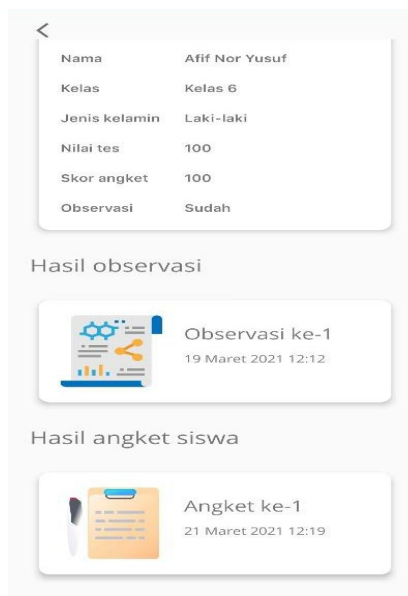 Nama Afif Nor Yusuf
Kelas Kelas 6
Jenis kelamin Laki-laki
Nilai tes 100
Skor angket 100
Observasi Sudah
Hasil observasi
Observasi ke-1
19 Maret 2021 12:12
Hasil angket siswa
Angket ke-1
21 Maret 2021 12:19